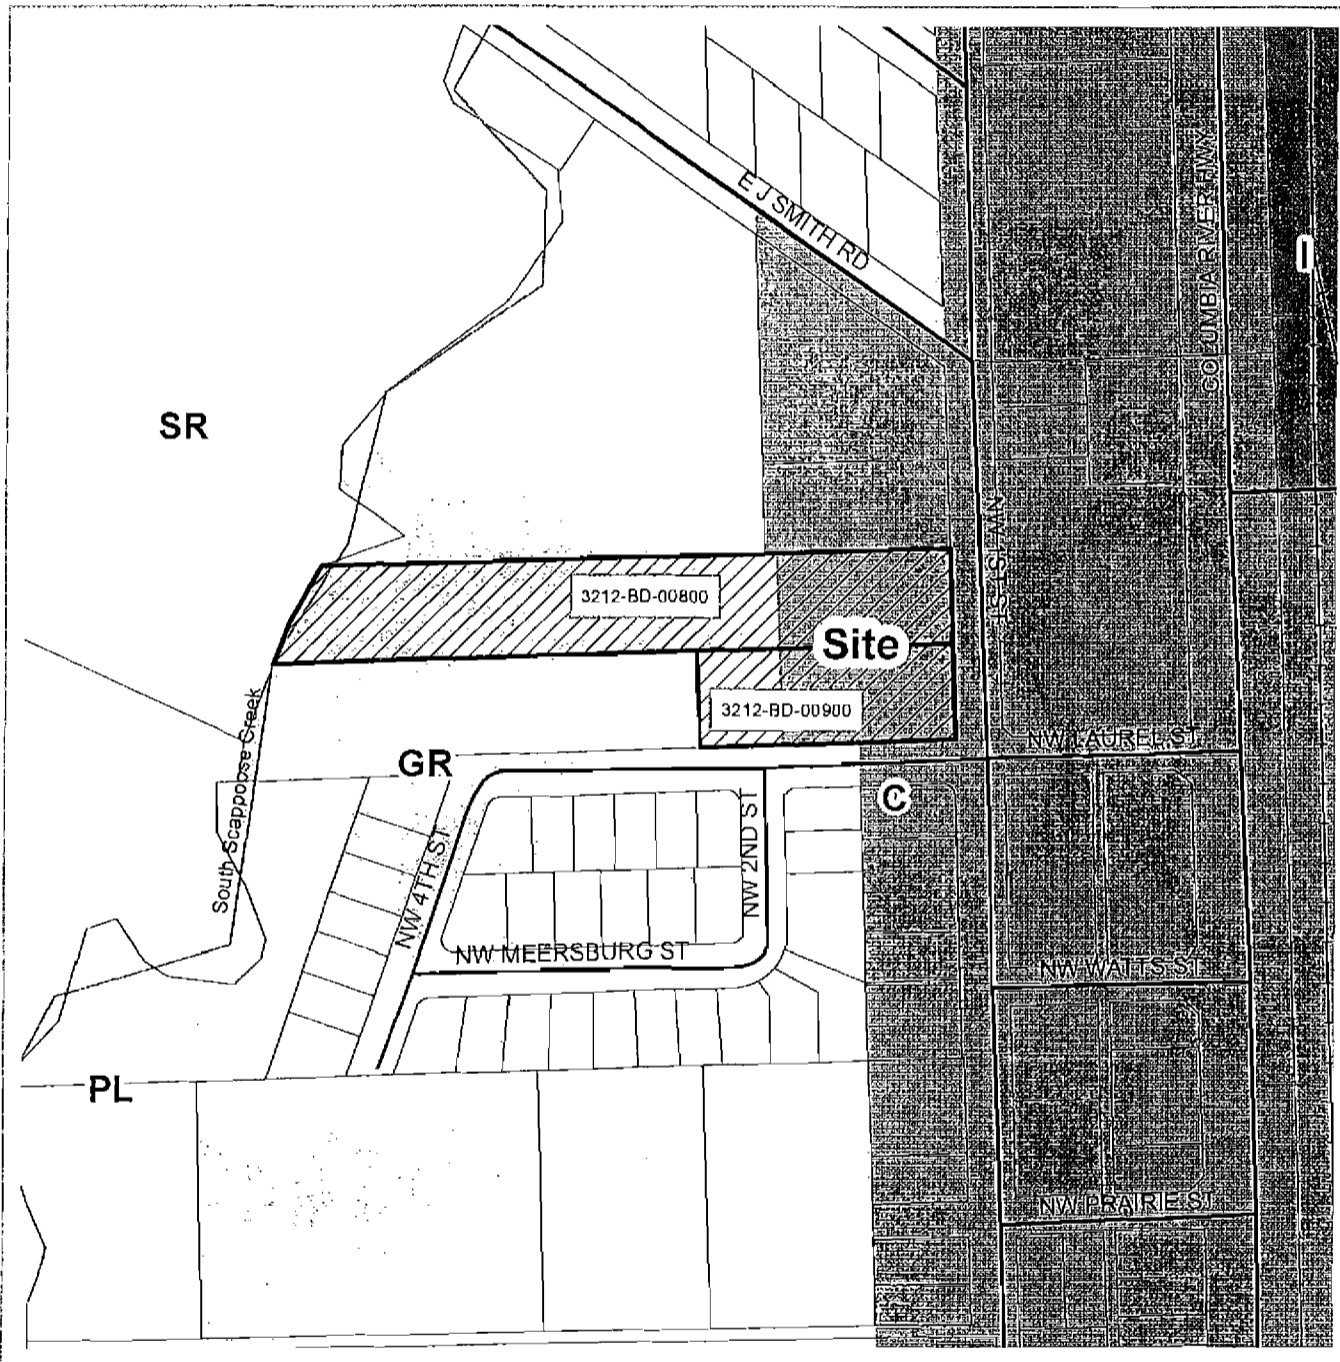 E J SMITH RD
COLUMBIA RIVER HWY
I
SR
NW 1ST ST
3212-BD-00800
Site
3212-BD-00900
South Scappoose Creek
NW LAUREL ST
GR
C
NW 4TH ST
NW 2ND ST
NW MEERSBURG ST
NW WATTS ST
PL
NW PRAIRIE ST